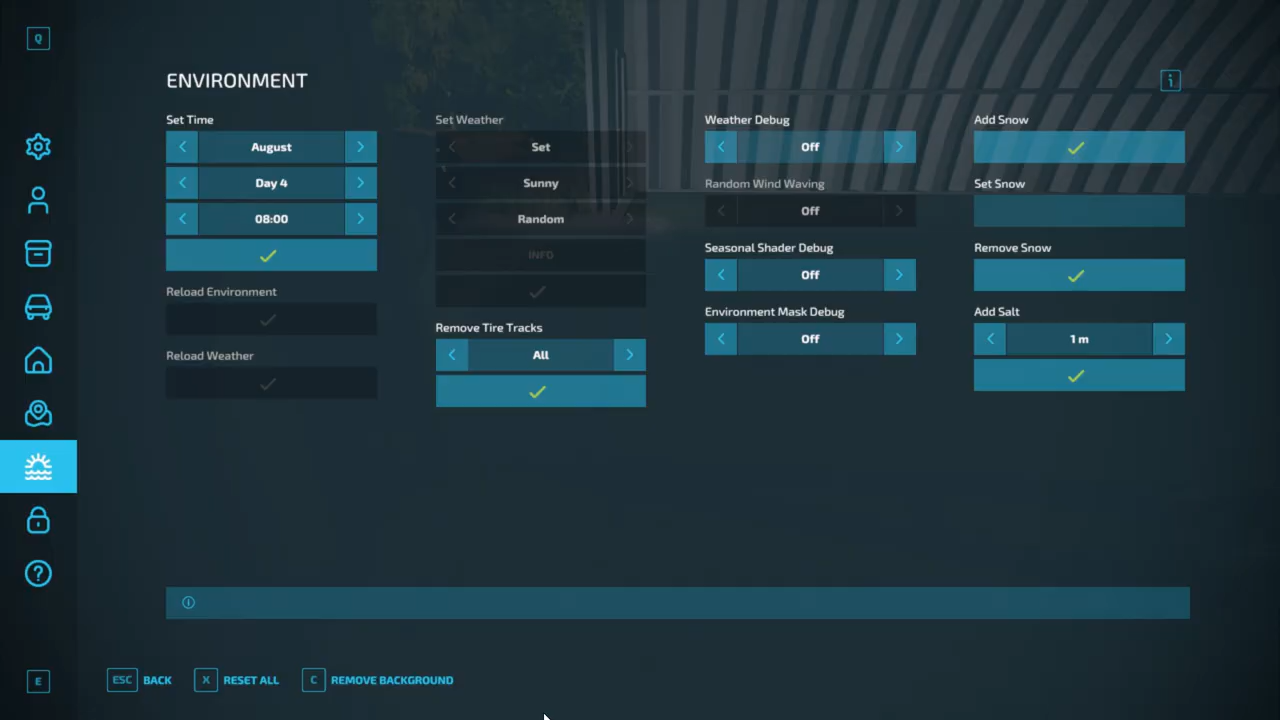 Q
ENVIRONMENT
i
Set Time
August
Day 4
08:00
Reload Environment
Reload Weather
Set Weather
Set
Sunny
Random
INFO
Remove Tire Tracks
All
Weather Debug
Off
Random Wind Waving
Off
Seasonal Shader Debug
Off
Environment Mask Debug
Off
Add Snow
Set Snow
Remove Snow
Add Salt
1 m
E
ESC BACK
X RESET ALL
C REMOVE BACKGROUND